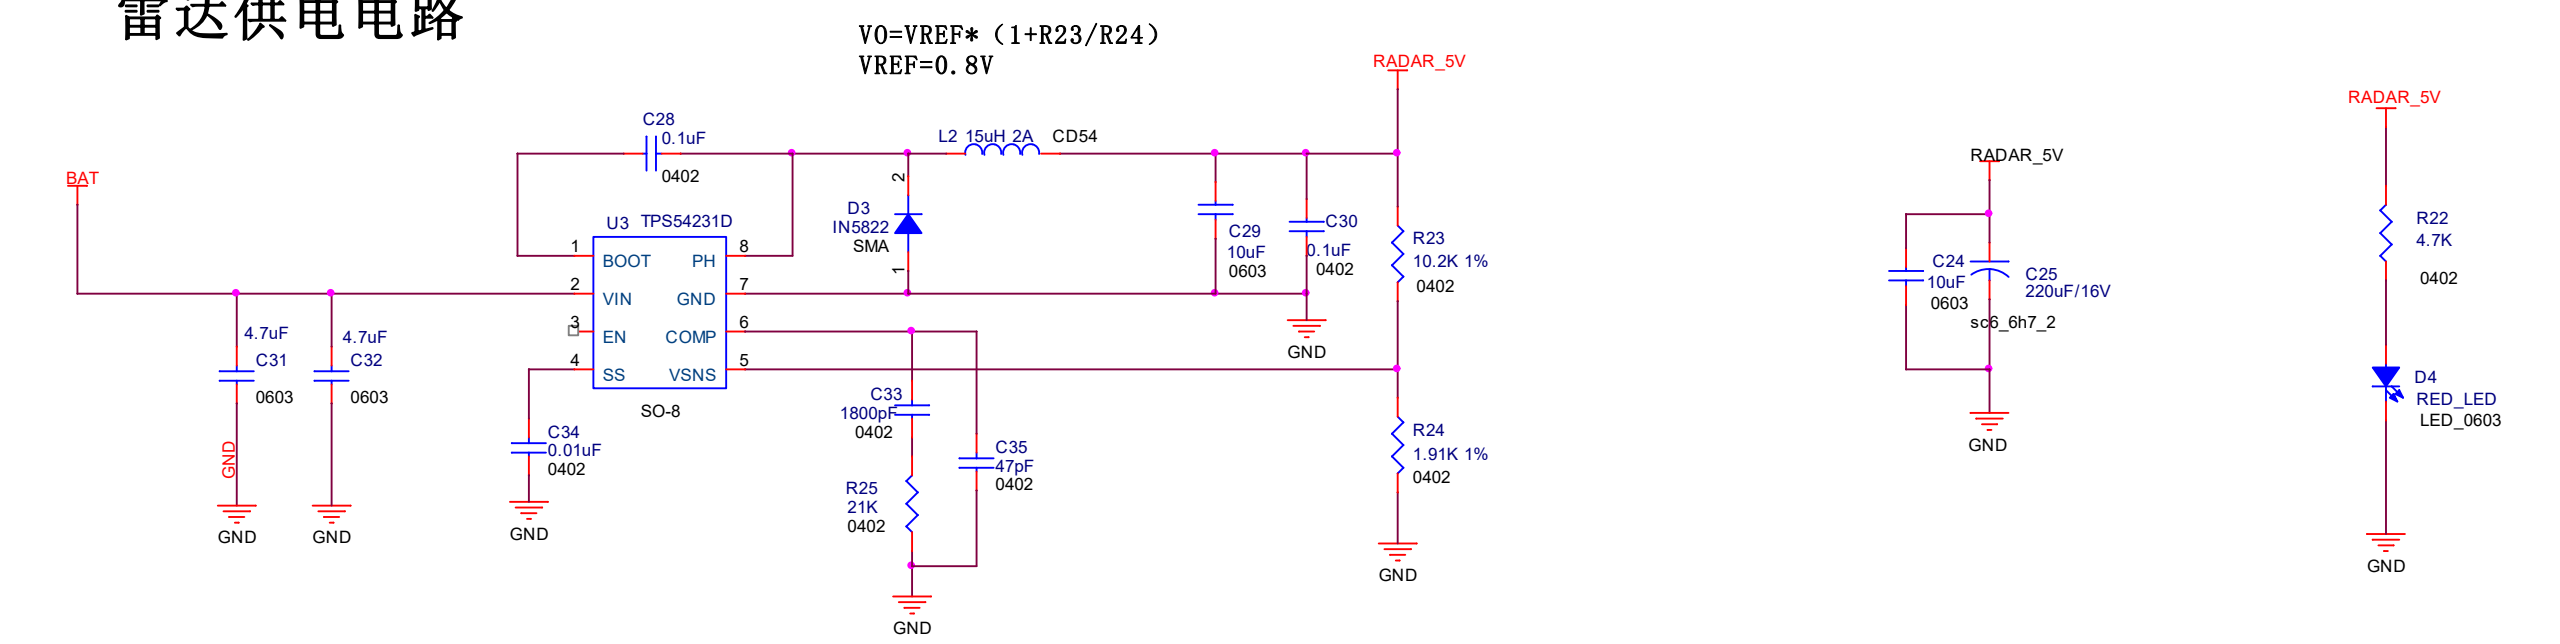 雷达供电电路
VO=VREF*（1+R23/R24）
VREF=0.8V
BAT
4.7uF
C31
0603
GND
GND
4.7uF
C32
0603
GND
C28
0.1uF
0402
U3 TPS54231D
1 BOOT PH 8
2 VIN GND 7
3 EN COMP 6
4 SS VSNS 5
SO-8
C34
0.01uF
0402
GND
2
D3
IN5822
SMA
1
L2 15uH 2A CD54
C29
10uF
0603
C30
0.1uF
0402
GND
C33
1800pF
0402
R25
21K
0402
C35
47pF
0402
GND
RADAR_5V
R23
10.2K 1%
0402
R24
1.91K 1%
0402
GND
RADAR_5V
C24
10uF
0603
C25
220uF/16V
sc6_6h7_2
GND
RADAR_5V
R22
4.7K
0402
D4
RED_LED
LED_0603
GND